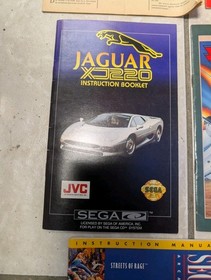 JAGUAR
XJ220
INSTRUCTION BOOKLET
JVC
SEGA
SEGA CD
LICENSED BY SEGA OF AMERICA, INC.
FOR PLAY ON THE SEGA CD™ SYSTEM
INSTRUCTION MANUAL
STREETS OF RAGE